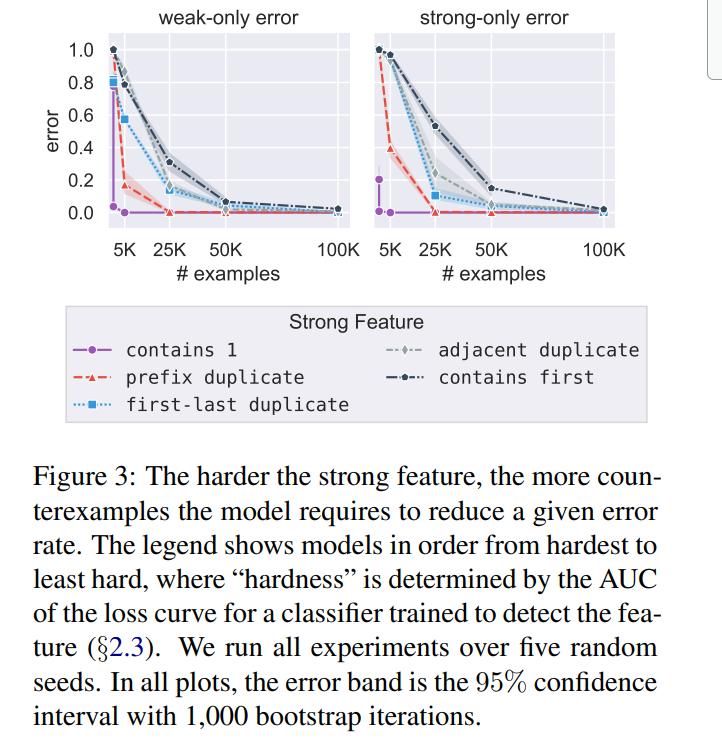 weak-only error
strong-only error
1.0
0.8
0.6
0.4
0.2
0.0
error
5K 25K 50K 100K
5K 25K 50K 100K
# examples
# examples
Strong Feature
contains 1
adjacent duplicate
prefix duplicate
contains first
first-last duplicate
Figure 3: The harder the strong feature, the more coun-
terexamples the model requires to reduce a given error
rate. The legend shows models in order from hardest to
least hard, where “hardness” is determined by the AUC
of the loss curve for a classifier trained to detect the fea-
ture (§2.3). We run all experiments over five random
seeds. In all plots, the error band is the 95% confidence
interval with 1,000 bootstrap iterations.